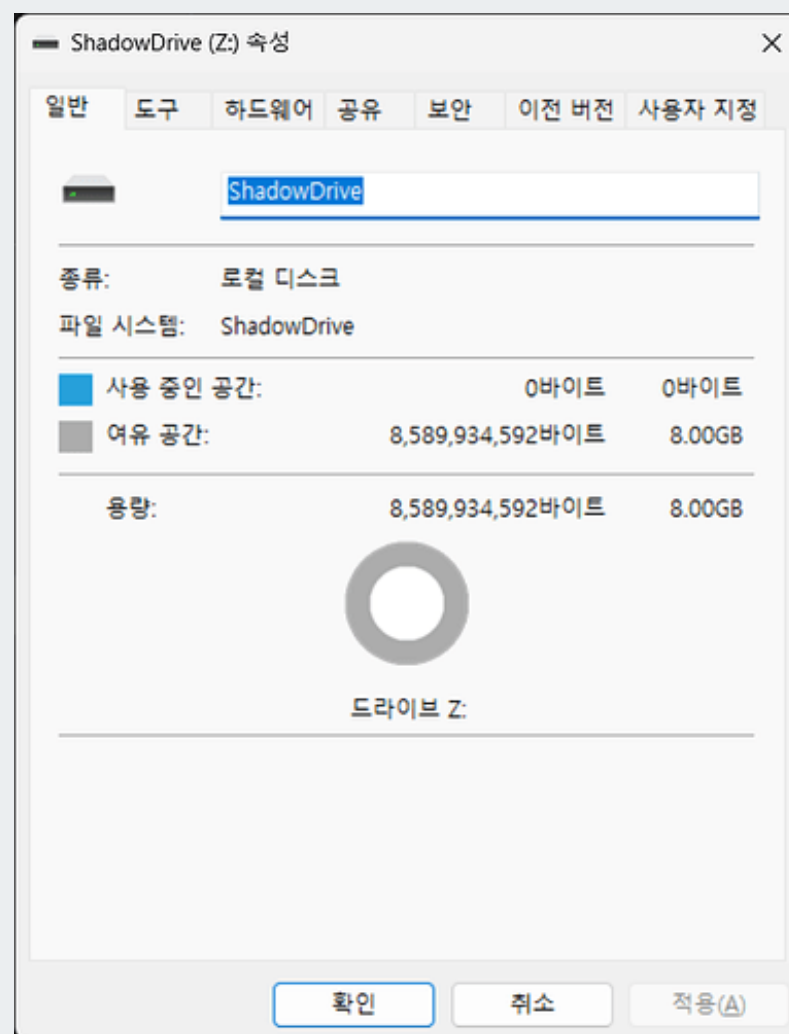 ShadowDrive (Z:) 속성
일반 도구 하드웨어 공유 보안 이전 버전 사용자 지정
ShadowDrive
종류: 로컬 디스크
파일 시스템: ShadowDrive
사용 중인 공간: 0바이트 0바이트
여유 공간: 8,589,934,592바이트 8.00GB
용량: 8,589,934,592바이트 8.00GB
드라이브 Z:
확인 취소 적용(A)